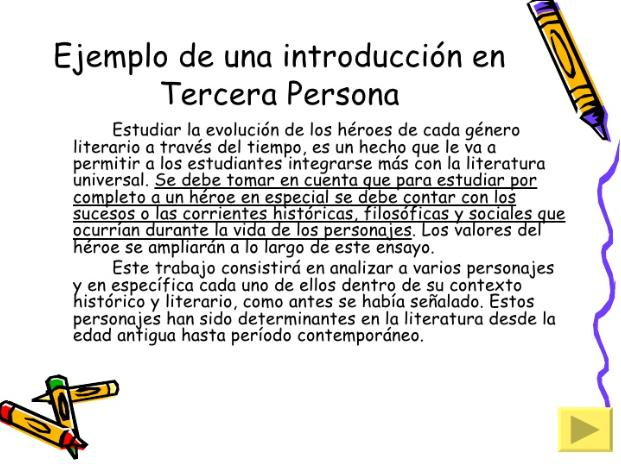 Ejemplo de una introducción en
Tercera Persona
Estudiar la evolución de los héroes de cada género
literario a través del tiempo, es un hecho que le va a
permitir a los estudiantes integrarse más con la literatura
universal. Se debe tomar en cuenta que para estudiar por
completo a un héroe en especial se debe contar con los
sucesos o las corrientes históricas, filosóficas y sociales que
ocurrían durante la vida de los personajes. Los valores del
héroe se ampliarán a lo largo de este ensayo.
Este trabajo consistirá en analizar a varios personajes
y en específica cada uno de ellos dentro de su contexto
histórico y literario, como antes se había señalado. Estos
personajes han sido determinantes en la literatura desde la
edad antigua hasta período contemporáneo.